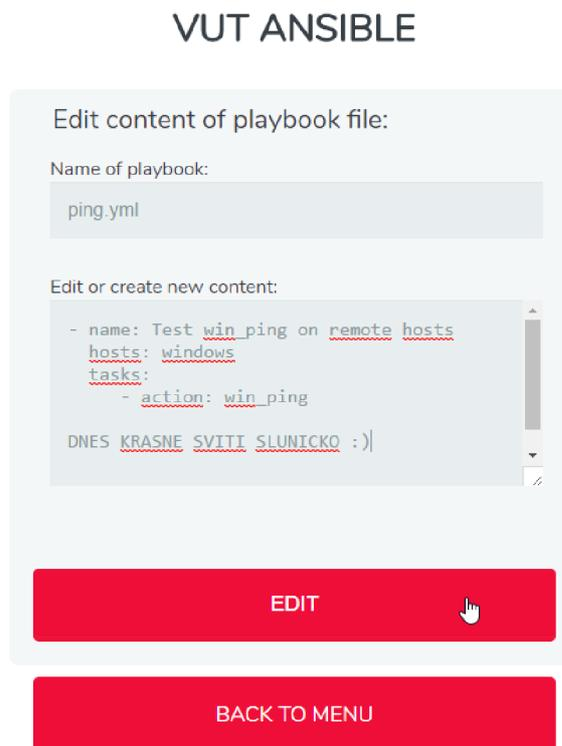 VUT ANSIBLE
Edit content of playbook file:
Name of playbook:
ping.yml
Edit or create new content:
- name: Test win_ping on remote hosts
  hosts: windows
  tasks:
     - action: win_ping
DNES KRASNE SVITI SLUNICKO :)
EDIT
BACK TO MENU